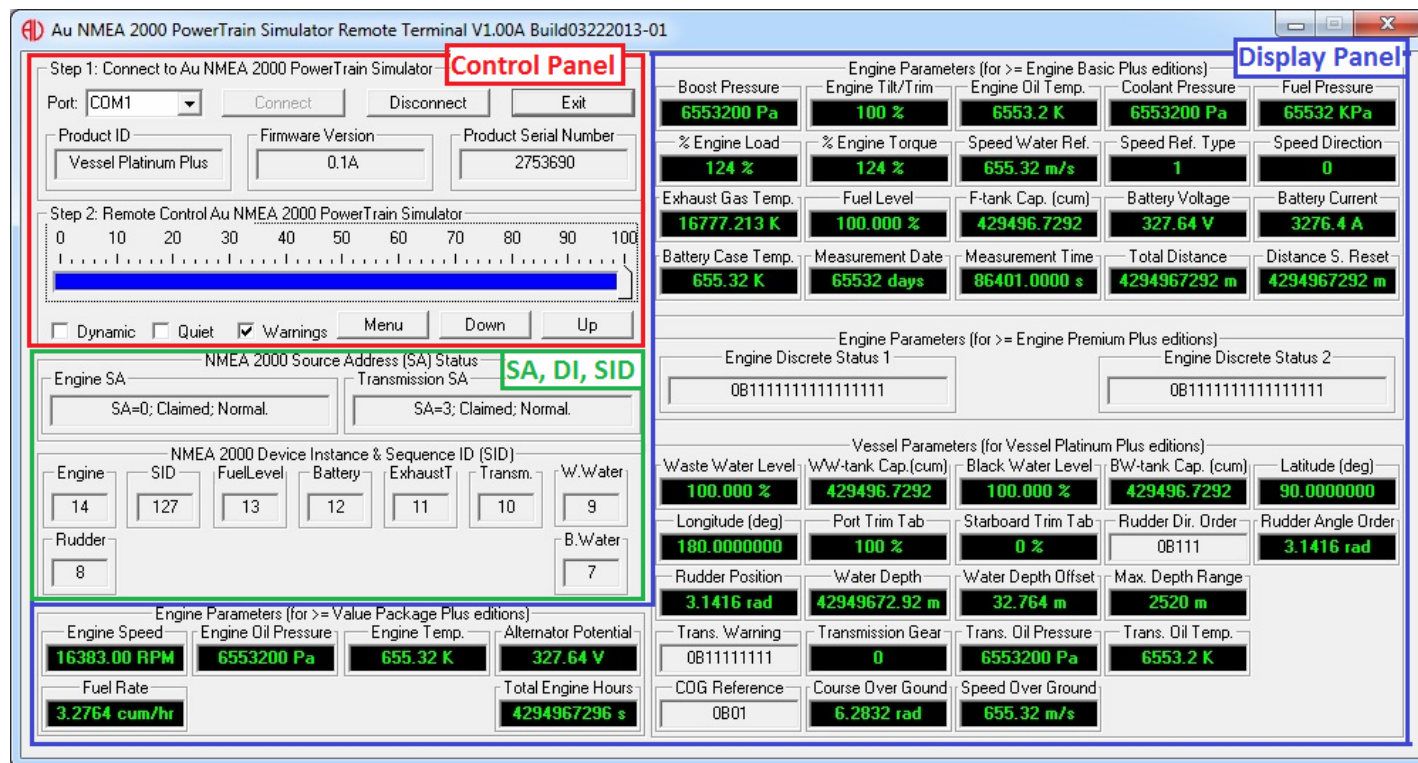 Au NMEA 2000 PowerTrain Simulator Remote Terminal V1.00A Build03222013-01
Control Panel
Step 1: Connect to Au NMEA 2000 PowerTrain Simulator
Port: COM1 Connect Disconnect Exit
Product ID Firmware Version Product Serial Number
Vessel Platinum Plus 0.1A 2753690
Step 2: Remote Control Au NMEA 2000 PowerTrain Simulator
0 10 20 30 40 50 60 70 80 90 100
Dynamic Quiet Warnings Menu Down Up
SA, DI, SID
NMEA 2000 Source Address (SA) Status
Engine SA Transmission SA
SA=0; Claimed; Normal. SA=3; Claimed; Normal.
NMEA 2000 Device Instance & Sequence ID (SID)
Engine SID FuelLevel Battery ExhaustT Transm. W.Water
14 127 13 12 11 10 9
Rudder B.Water
8 7
Engine Parameters (for >= Value Package Plus editions)
Engine Speed Engine Oil Pressure Engine Temp. Alternator Potential
16383.00 RPM 6553200 Pa 655.32 K 327.64 V
Fuel Rate Total Engine Hours
3.2764 cum/hr 4294967296 s
Display Panel
Engine Parameters (for >= Engine Basic Plus editions)
Boost Pressure Engine Tilt/Trim Engine Oil Temp. Coolant Pressure Fuel Pressure
6553200 Pa 100 % 6553.2 K 6553200 Pa 65532 KPa
% Engine Load % Engine Torque Speed Water Ref. Speed Ref. Type Speed Direction
124 % 124 % 655.32 m/s 1 0
Exhaust Gas Temp. Fuel Level F-tank Cap. (cum) Battery Voltage Battery Current
16777.213 K 100.000 % 429496.7292 327.64 V 3276.4 A
Battery Case Temp. Measurement Date Measurement Time Total Distance Distance S. Reset
655.32 K 65532 days 86401.0000 s 4294967292 m 4294967292 m
Engine Parameters (for >= Engine Premium Plus editions)
Engine Discrete Status 1 Engine Discrete Status 2
0B1111111111111111 0B1111111111111111
Vessel Parameters (for Vessel Platinum Plus editions)
Waste Water Level WW-tank Cap.(cum) Black Water Level BW-tank Cap. (cum) Latitude (deg)
100.000 % 429496.7292 100.000 % 429496.7292 90.0000000
Longitude (deg) Port Trim Tab Starboard Trim Tab Rudder Dir. Order Rudder Angle Order
180.0000000 100 % 0 % 0B111 3.1416 rad
Rudder Position Water Depth Water Depth Offset Max. Depth Range
3.1416 rad 42949672.92 m 32.764 m 2520 m
Trans. Warning Transmission Gear Trans. Oil Pressure Trans. Oil Temp.
0B11111111 0 6553200 Pa 6553.2 K
COG Reference Course Over Gound Speed Over Ground
0B01 6.2832 rad 655.32 m/s